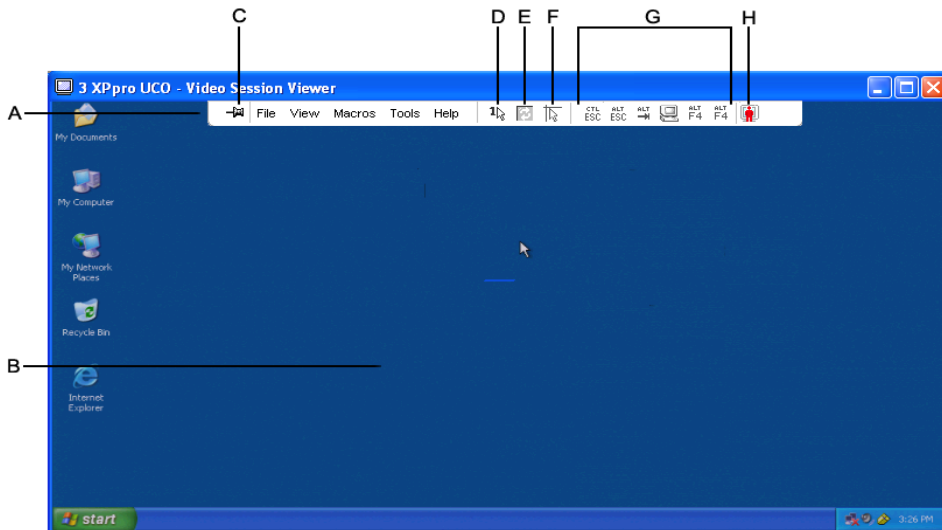 C D E F G H
3 XPpro UCO - Video Session Viewer
A
File View Macros Tools Help 1 CTL ESC ALT ESC ALT ALT F4 ALT F4
My Documents
My Computer
My Network
Places
Recycle Bin
B
Internet
Explorer
start 3:26 PM